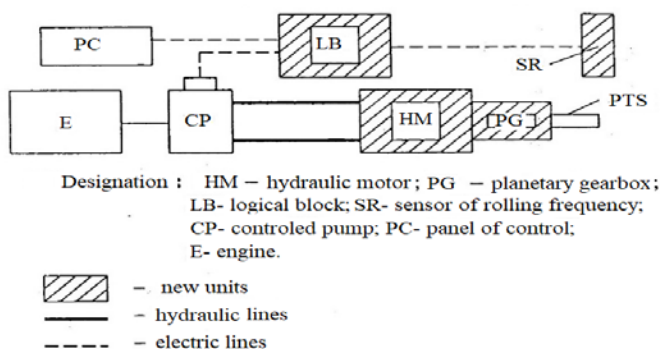 PC
LB
SR
PTS
E
CP
HM
PG
Designation : HM – hydraulic motor ; PG – planetary gearbox;
LB- logical block; SR- sensor of rolling frequency;
CP- controled pump; PC- panel of control;
E- engine.
– new units
– hydraulic lines
– electric lines